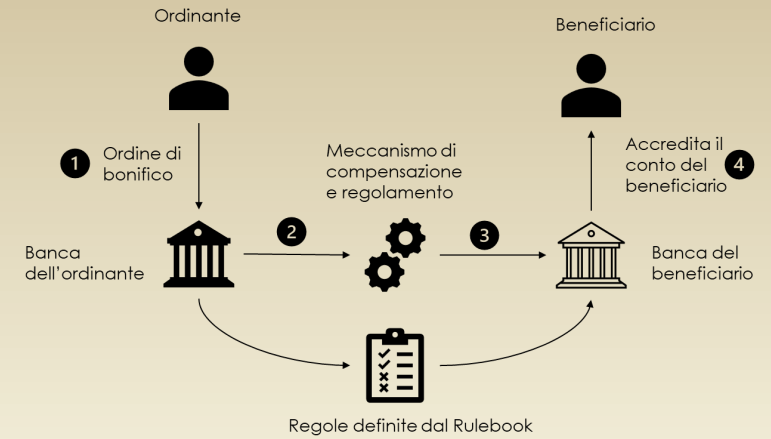 Ordinante
Beneficiario
1
Ordine di
bonifico
Meccanismo di
compensazione
e regolamento
Accredita il
conto del
beneficiario
4
2
3
Banca
dell'ordinante
Banca del
beneficiario
Regole definite dal Rulebook